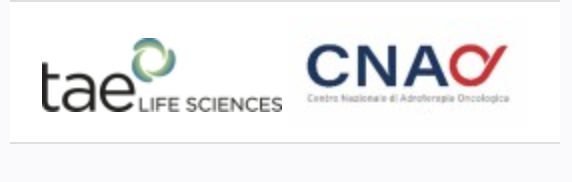 tae LIFE SCIENCES
CNAO
Centro Nazionale di Adroterapia Oncologica